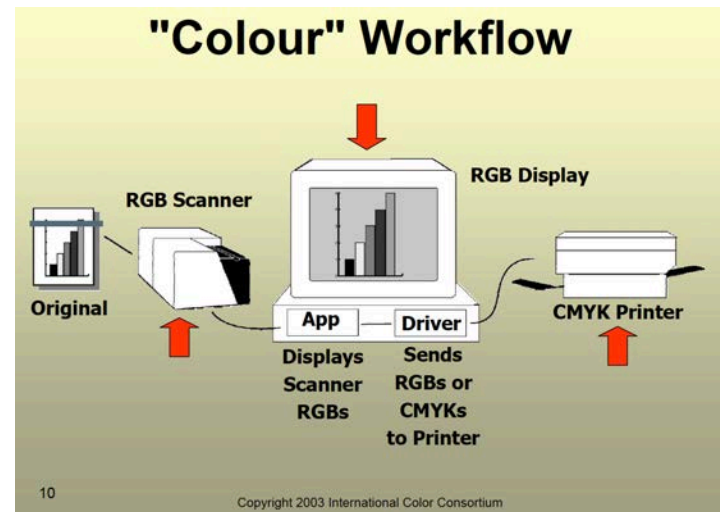 "Colour" Workflow
RGB Display
RGB Scanner
Original
CMYK Printer
App
Driver
Displays
Scanner
RGBs
Sends
RGBs or
CMYKs
to Printer
10
Copyright 2003 International Color Consortium